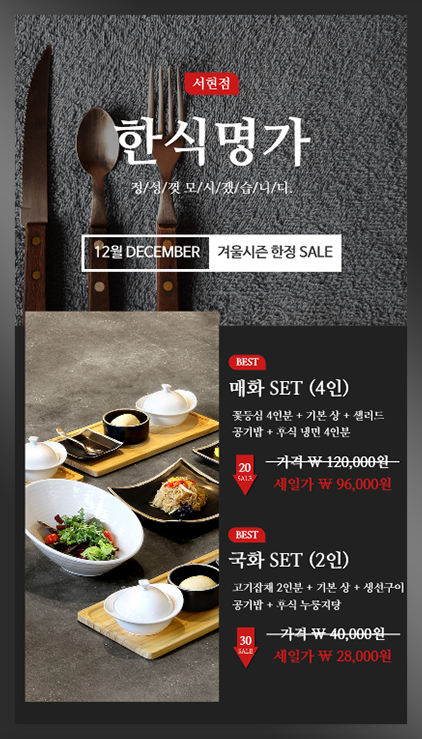 서현점
한식명가
정/성/껏 모/시/겠/습/니/다.
12월 DECEMBER 겨울시즌 한정 SALE
BEST
매화 SET (4인)
꽃등심 4인분 + 기본 상 + 샐러드
공기밥 + 후식 냉면 4인분
20
SALE
가격 ₩ 120,000원
세일가 ₩ 96,000원
BEST
국화 SET (2인)
고기잡채 2인분 + 기본 상 + 생선구이
공기밥 + 후식 누룽지탕
30
SALE
가격 ₩ 40,000원
세일가 ₩ 28,000원